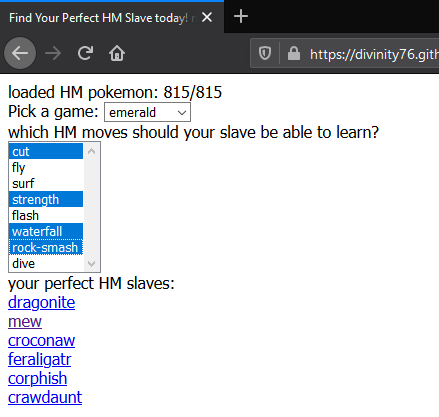 Find Your Perfect HM Slave today!
https://divinity76.gith
loaded HM pokemon: 815/815
Pick a game: emerald
which HM moves should your slave be able to learn?
cut
fly
surf
strength
flash
waterfall
rock-smash
dive
your perfect HM slaves:
dragonite
mew
croconaw
feraligatr
corphish
crawdaunt